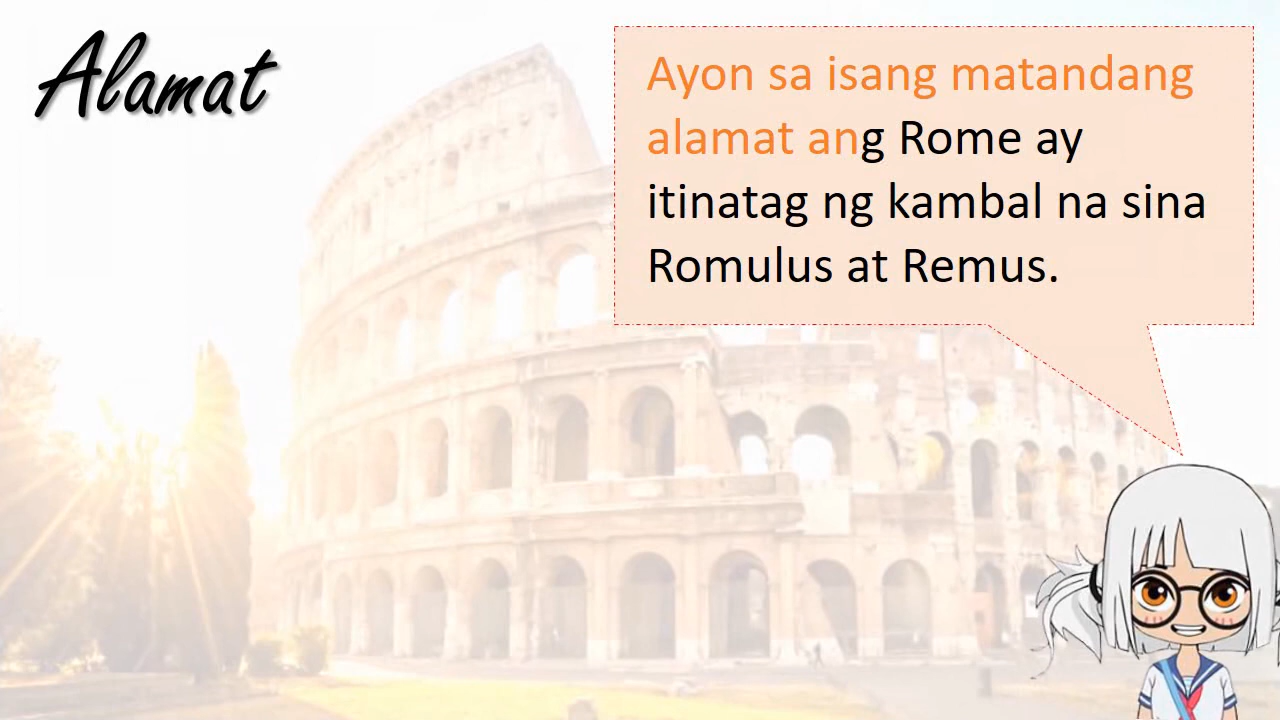 Alamat
Ayon sa isang matandang
alamat ang Rome ay
itinatag ng kambal na sina
Romulus at Remus.